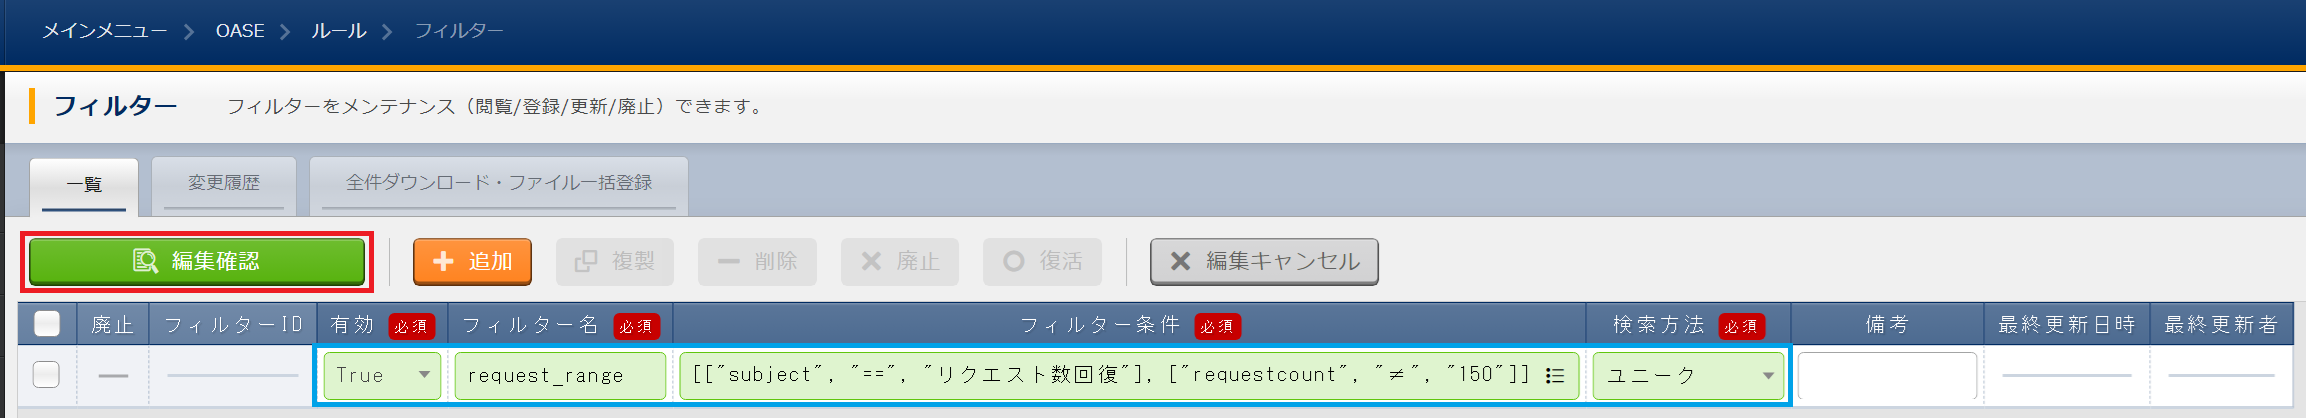 メインメニュー > OASE > ルール > フィルター
フィルター フィルターをメンテナンス（閲覧/登録/更新/廃止）できます。
一覧 変更履歴 全件ダウンロード・ファイル一括登録
編集確認 追加 複製 削除 廃止 復活 編集キャンセル
廃止 フィルターID 有効 必須 フィルター名 必須 フィルター条件 必須 検索方法 必須 備考 最終更新日時 最終更新者
True request_range [["subject", "==", "リクエスト数回復"], ["requestcount", "≠", "150"]] ユニーク